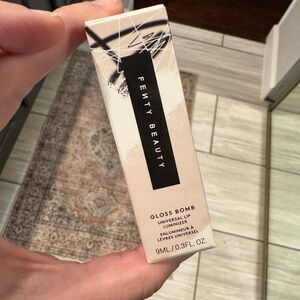 FENTY BEAUTY
GLOSS BOMB
UNIVERSAL LIP
LUMINIZER
ENLUMINEUR À
LÈVRES UNIVERSEL
9ML / 0.3FL. OZ.